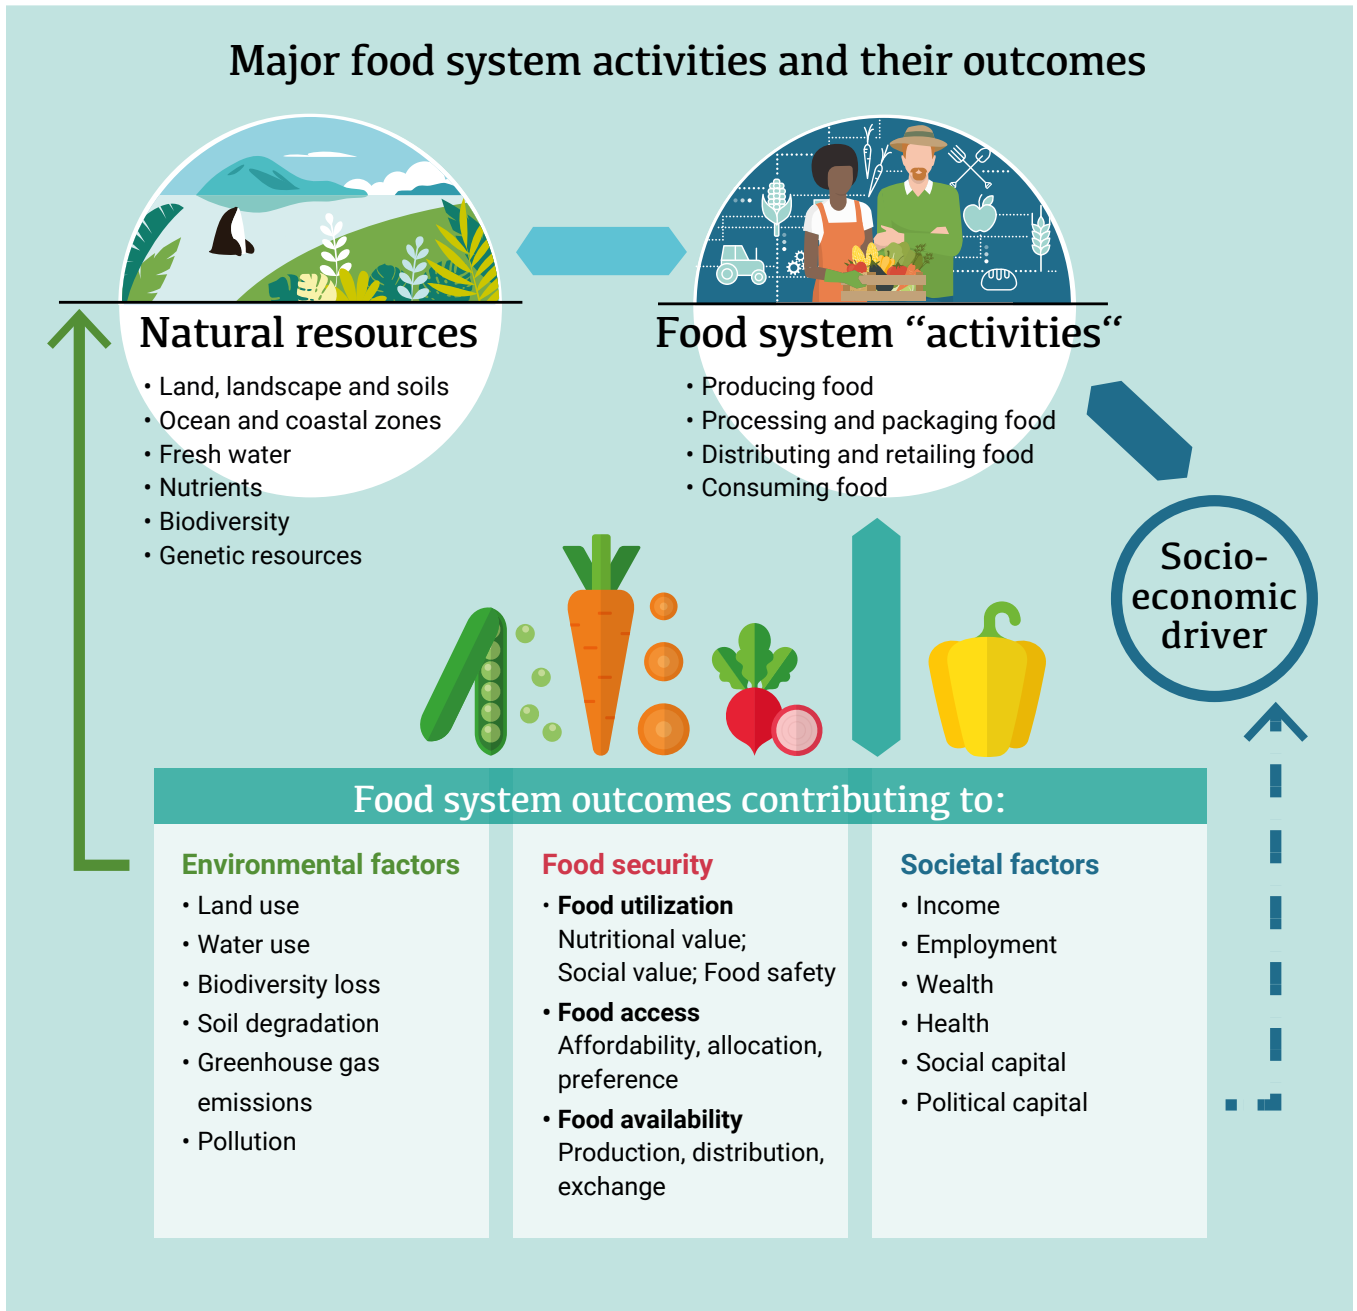 Major food system activities and their outcomes
Natural resources
• Land, landscape and soils
• Ocean and coastal zones
• Fresh water
• Nutrients
• Biodiversity
• Genetic resources
Food system “activities“
• Producing food
• Processing and packaging food
• Distributing and retailing food
• Consuming food
Socio-
economic
driver
Food system outcomes contributing to:
Environmental factors
• Land use
• Water use
• Biodiversity loss
• Soil degradation
• Greenhouse gas
emissions
• Pollution
Food security
• Food utilization
Nutritional value;
Social value; Food safety
• Food access
Affordability, allocation,
preference
• Food availability
Production, distribution,
exchange
Societal factors
• Income
• Employment
• Wealth
• Health
• Social capital
• Political capital